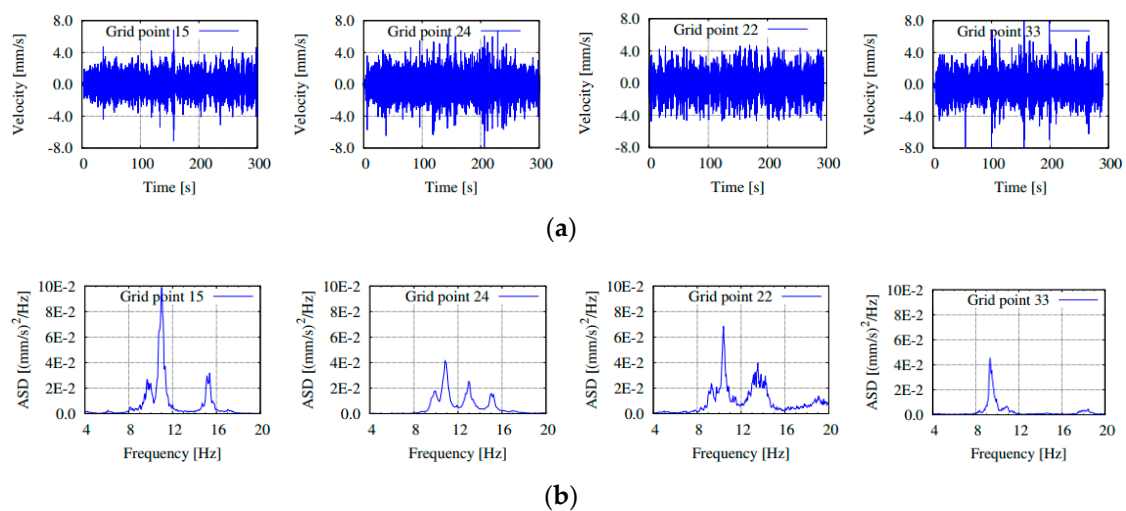 Velocity [mm/s]
8.0
4.0
0.0
-4.0
-8.0
Grid point 15
0 100 200 300
Time [s]
Velocity [mm/s]
8.0
4.0
0.0
-4.0
-8.0
Grid point 24
0 100 200 300
Time [s]
Velocity [mm/s]
8.0
4.0
0.0
-4.0
-8.0
Grid point 22
0 100 200 300
Time [s]
Velocity [mm/s]
8.0
4.0
0.0
-4.0
-8.0
Grid point 33
0 100 200 300
Time [s]
(a)
ASD [(mm/s)²/Hz]
10E-2
8E-2
6E-2
4E-2
2E-2
0.0
Grid point 15
4 8 12 16 20
Frequency [Hz]
ASD [(mm/s)²/Hz]
10E-2
8E-2
6E-2
4E-2
2E-2
0.0
Grid point 24
4 8 12 16 20
Frequency [Hz]
ASD [(mm/s)²/Hz]
10E-2
8E-2
6E-2
4E-2
2E-2
0.0
Grid point 22
4 8 12 16 20
Frequency [Hz]
ASD [(mm/s)²/Hz]
10E-2
8E-2
6E-2
4E-2
2E-2
0.0
Grid point 33
4 8 12 16 20
Frequency [Hz]
(b)